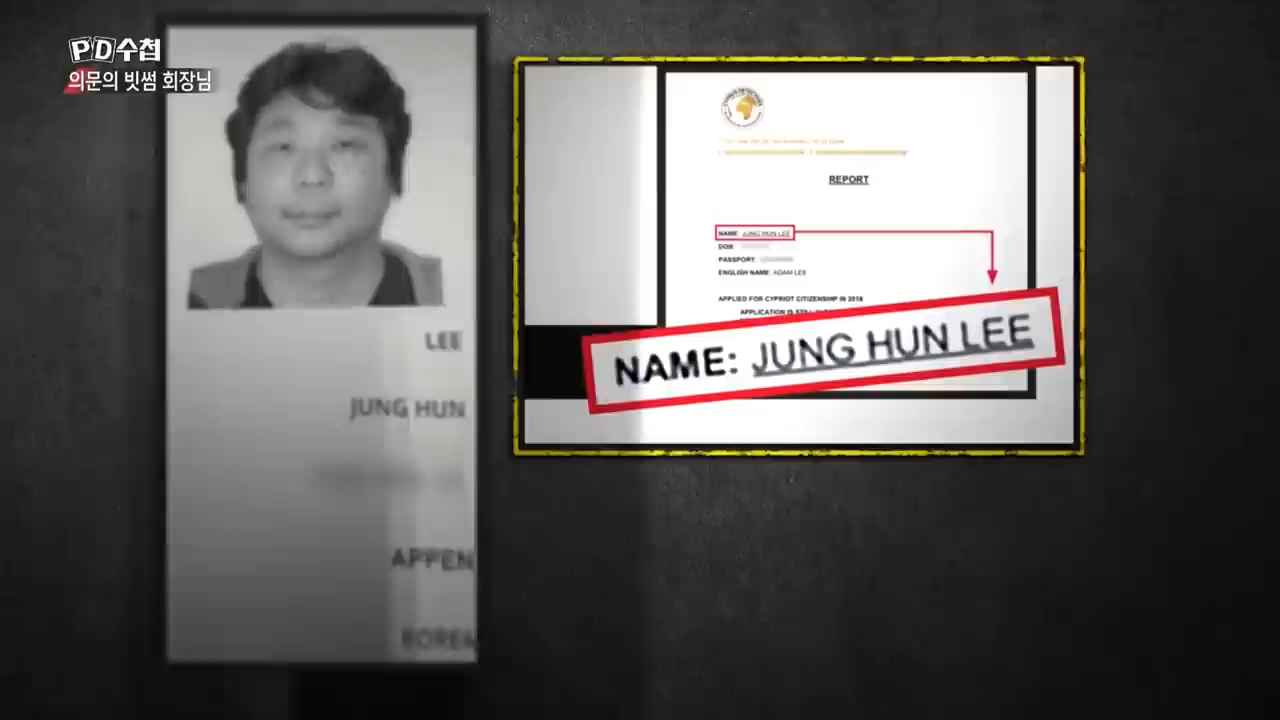 PD수첩
의문의 빗썸 회장님
LEE
JUNG HUN
APPEN
KOREA
REPORT
NAME: JUNG HUN LEE
DOB:
PASSPORT:
ENGLISH NAME: ADAM LEE
APPLIED FOR CYPRIOT CITIZENSHIP IN 2018
APPLICATION IS
NAME: JUNG HUN LEE